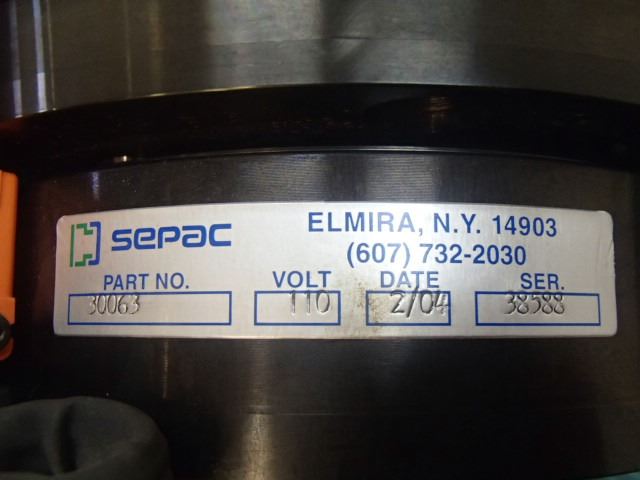 sepac
ELMIRA, N.Y. 14903
(607) 732-2030
PART NO. VOLT DATE SER.
30063 110 2/04 38588